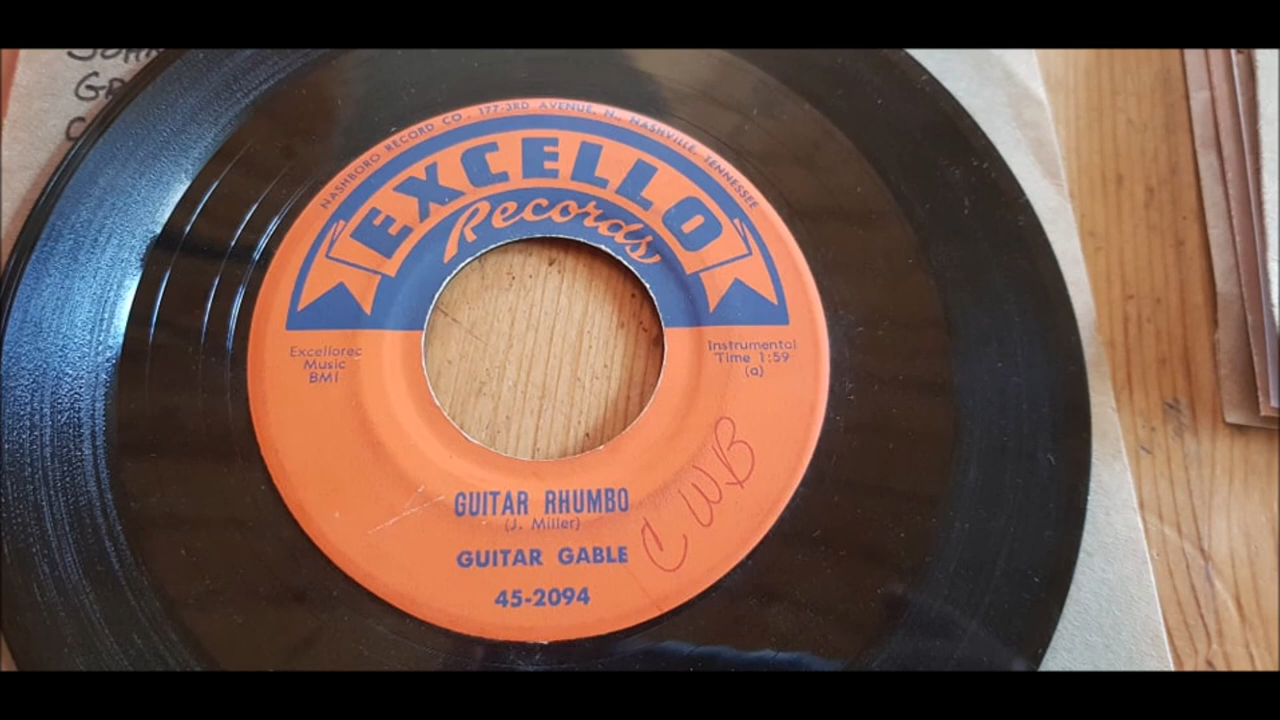 NASHBORO RECORD CO., 177-3RD AVENUE, N., NASHVILLE, TENNESSEE
EXCELLO
Records
Excellorec
Music
BMI
Instrumental
Time 1:59
(a)
GUITAR RHUMBO
(J. Miller)
GUITAR GABLE
45-2094
CWB